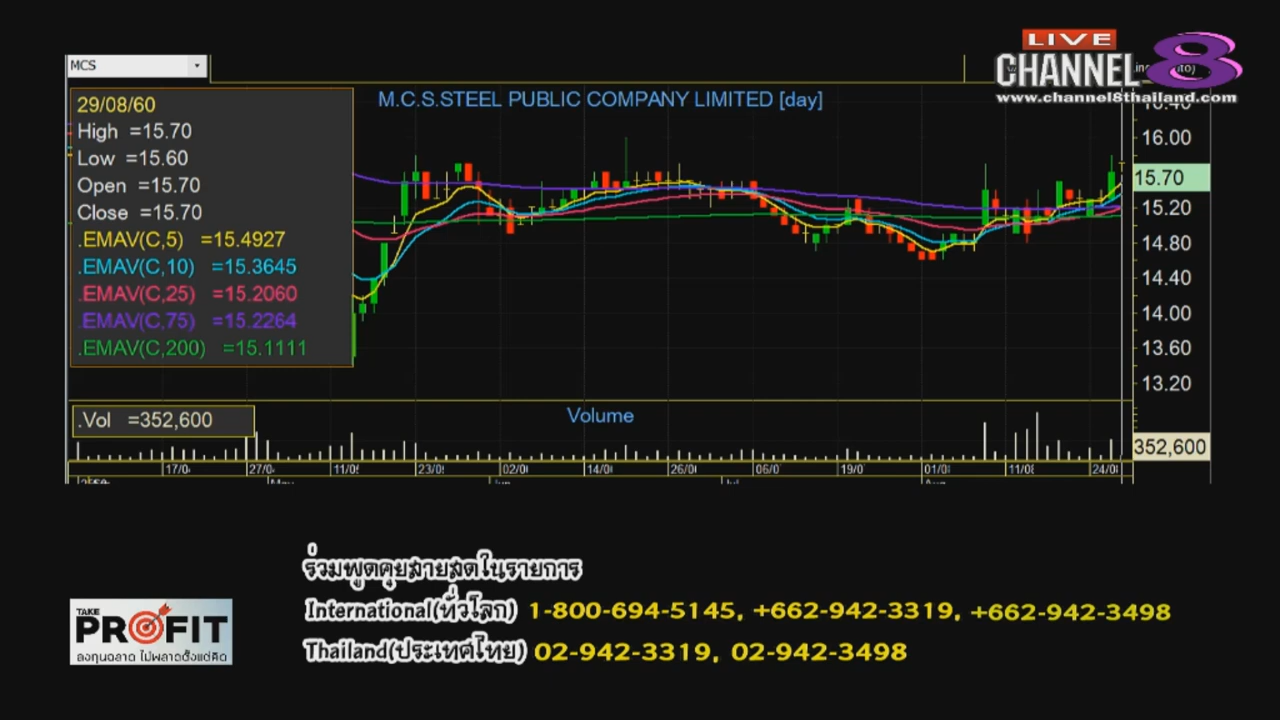 MCS
LIVE
CHANNEL 8
www.channel8thailand.com
29/08/60
High =15.70
Low =15.60
Open =15.70
Close =15.70
.EMAV(C,5) =15.4927
.EMAV(C,10) =15.3645
.EMAV(C,25) =15.2060
.EMAV(C,75) =15.2264
.EMAV(C,200) =15.1111
M.C.S.STEEL PUBLIC COMPANY LIMITED [day]
16.00
15.70
15.20
14.80
14.40
14.00
13.60
13.20
.Vol =352,600
Volume
352,600
17/0
27/0
11/0
23/0
02/0
14/0
26/0
06/0
19/0
01/0
11/0
24/0
ร่วมพูดคุยสายสดในรายการ
International(ทั่วโลก) 1-800-694-5145, +662-942-3319, +662-942-3498
Thailand(ประเทศไทย) 02-942-3319, 02-942-3498
TAKE
PROFIT
ลงทุนฉลาด ไม่พลาดตั้งแต่คิด